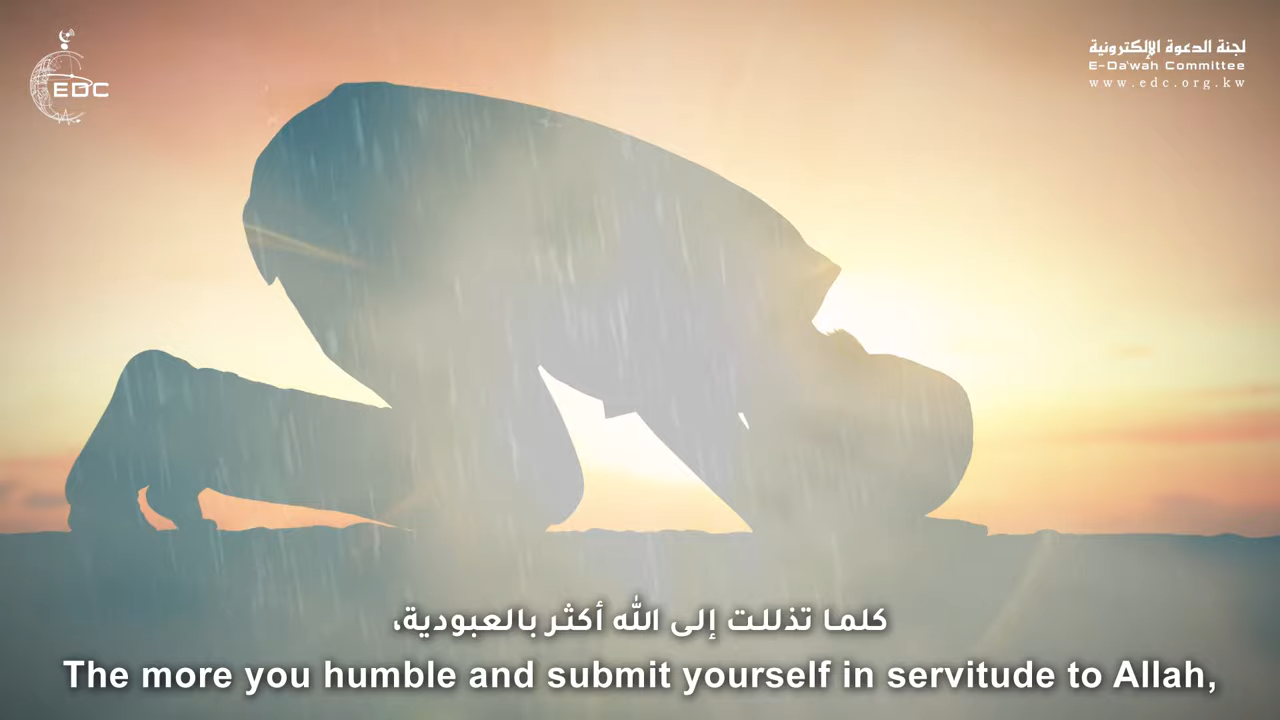 EDC
لجنة الدعوة الإلكترونية
E-Da'wah Committee
www.edc.org.kw
كلما تذللت إلى الله أكثر بالعبودية،
The more you humble and submit yourself in servitude to Allah,